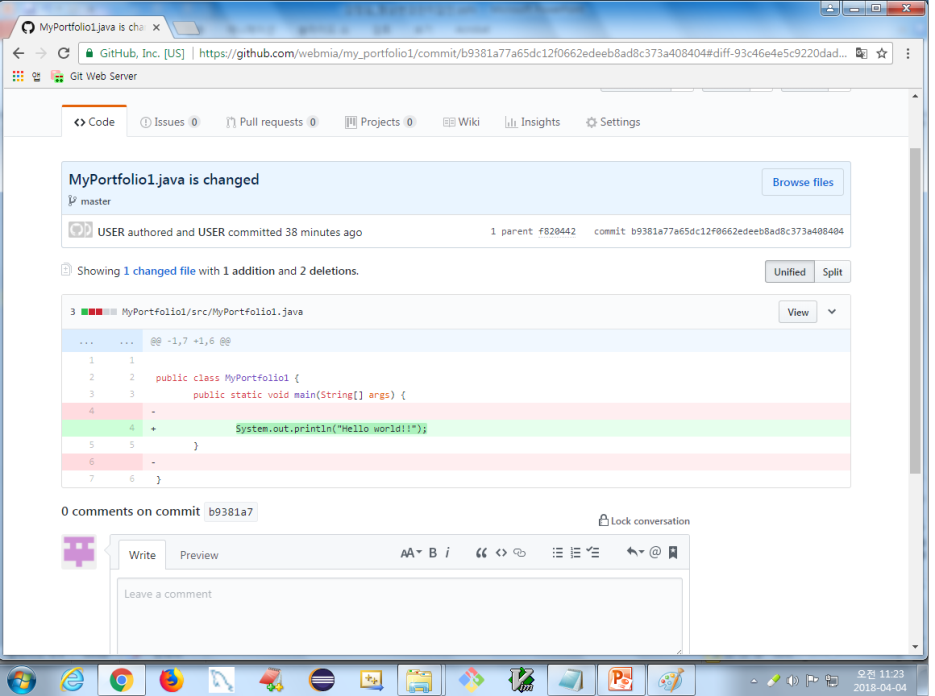 MyPortfolio1.java is cha
GitHub, Inc. [US] | https://github.com/webmia/my_portfolio1/commit/b9381a77a65dc12f0662edeeb8ad8c373a408404#diff-93c46e4e5c9220dad...
Git Web Server
Code Issues 0 Pull requests 0 Projects 0 Wiki Insights Settings
MyPortfolio1.java is changed
Browse files
master
USER authored and USER committed 38 minutes ago 1 parent f820442 commit b9381a77a65dc12f0662edeeb8ad8c373a408404
Showing 1 changed file with 1 addition and 2 deletions. Unified Split
3 MyPortfolio1/src/MyPortfolio1.java View
... ... @@ -1,7 +1,6 @@
1 1
2 2 public class MyPortfolio1 {
3 3 public static void main(String[] args) {
4 -
4 + System.out.println("Hello world!!");
5 5 }
6 -
7 6 }
0 comments on commit b9381a7
Lock conversation
Write Preview AA B i
Leave a comment
오전 11:23
2018-04-04